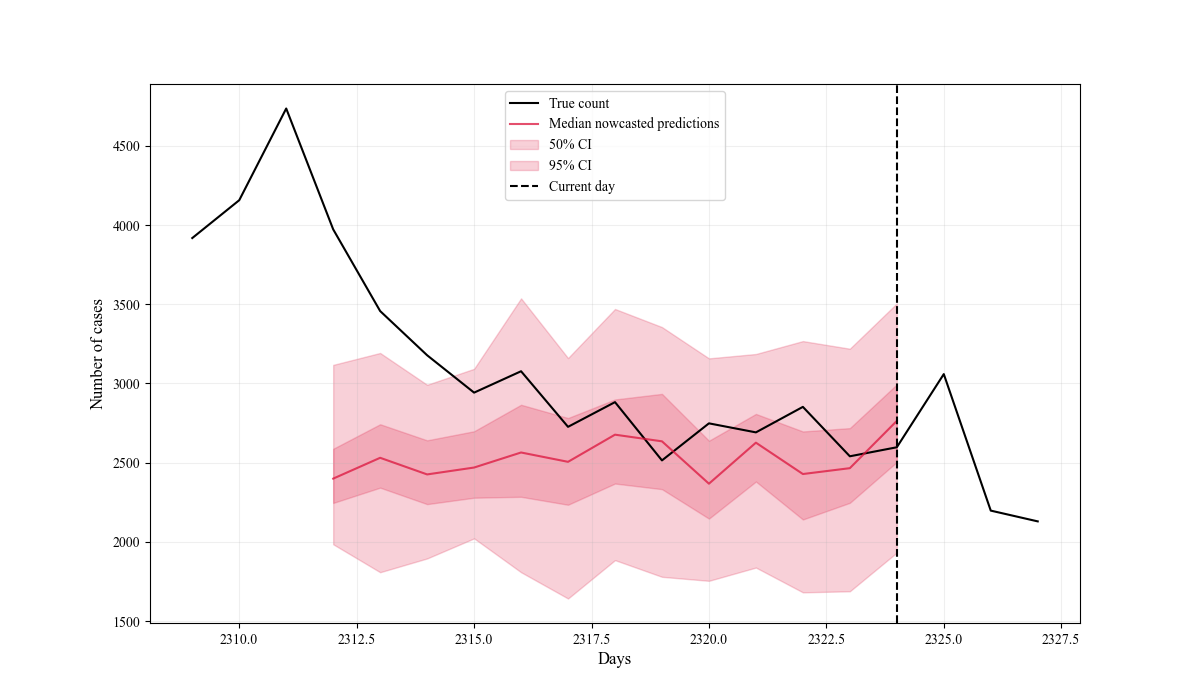 True count
Median nowcasted predictions
50% CI
95% CI
Current day
4500
4000
3500
3000
2500
2000
1500
Number of cases
2310.0 2312.5 2315.0 2317.5 2320.0 2322.5 2325.0 2327.5
Days